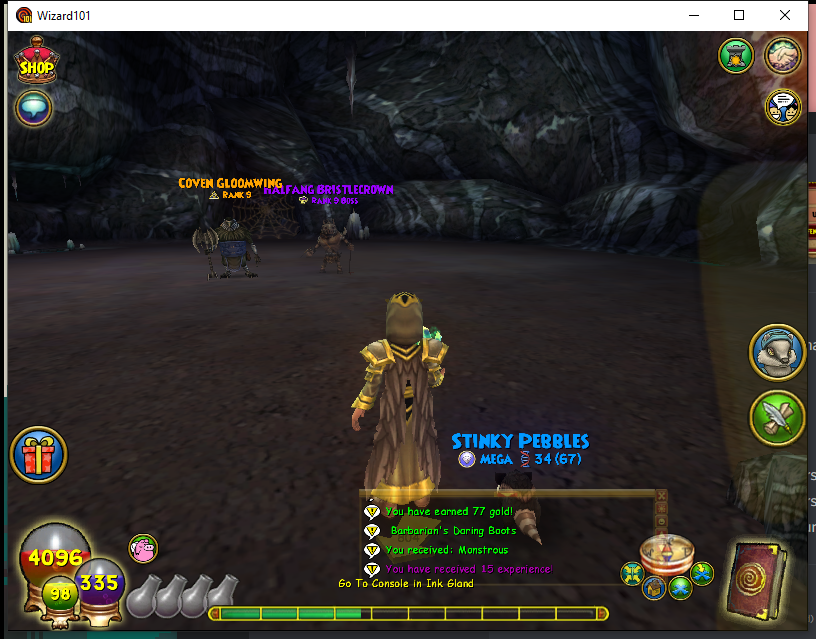 Wizard101
SHOP
COVEN GLOOMWING
RANK 9
HALFANG BRISTLECROWN
RANK 9 BOSS
STINKY PEBBLES
MEGA 34 (67)
You have earned 77 gold!
Barbarian's Daring Boots
You received: Monstrous
You have received 15 experience!
Go To Console in Ink Gland
4096
335
98